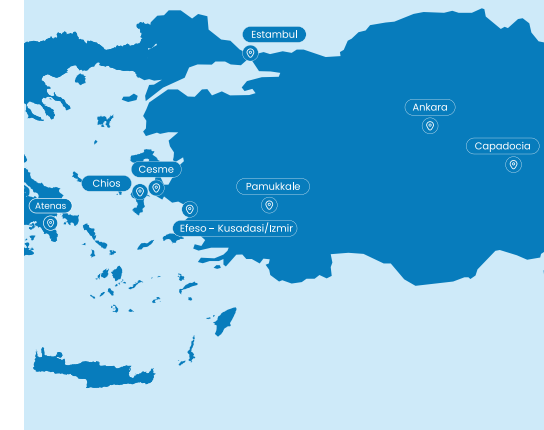 Estambul
Ankara
Capadocia
Cesme
Chios
Pamukkale
Atenas
Efeso – Kusadasi/Izmir